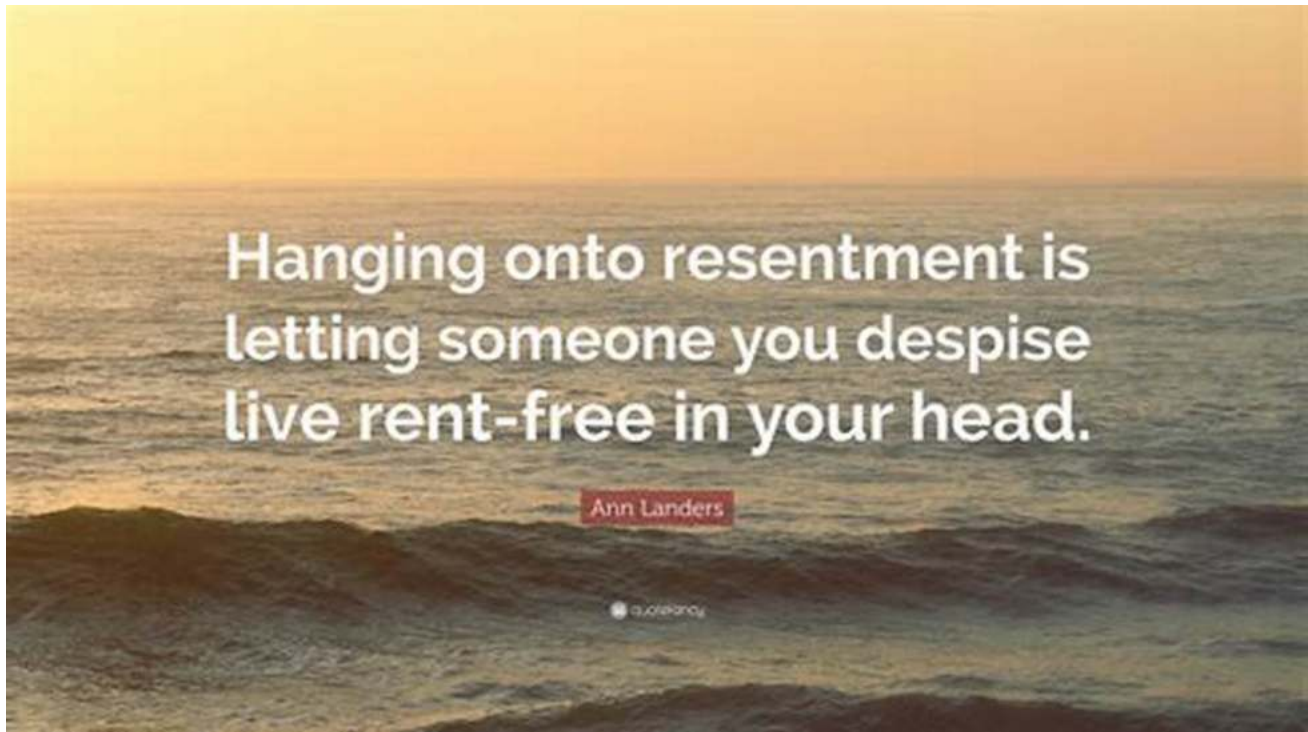 Hanging onto resentment is
letting someone you despise
live rent-free in your head.
Ann Landers
quotefancy